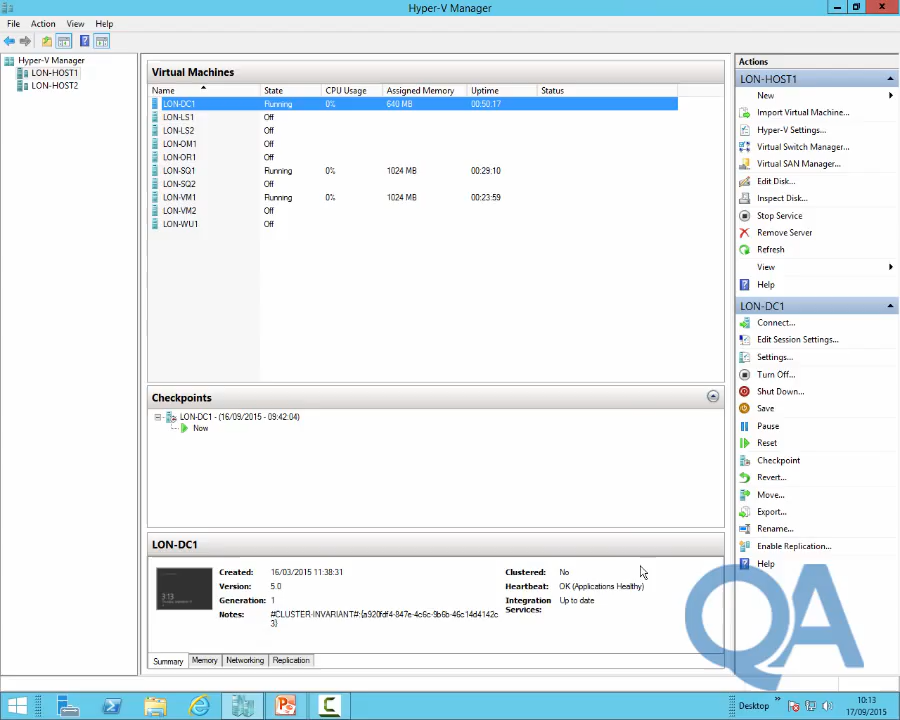 Hyper-V Manager
File Action View Help
Hyper-V Manager
LON-HOST1
LON-HOST2
Virtual Machines
Name State CPU Usage Assigned Memory Uptime Status
LON-DC1 Running 0% 640 MB 00:50:17
LON-LS1 Off
LON-LS2 Off
LON-OM1 Off
LON-OR1 Off
LON-SQ1 Running 0% 1024 MB 00:29:10
LON-SQ2 Off
LON-VM1 Running 0% 1024 MB 00:23:59
LON-VM2 Off
LON-WU1 Off
Checkpoints
LON-DC1 - (16/09/2015 - 09:42:04)
Now
LON-DC1
3:13
Created: 16/03/2015 11:38:31
Version: 5.0
Generation: 1
Notes: #CLUSTER-INVARIANT#:{a920fdf4-847e-4c6c-9b6b-46c14d4142c
3}
Clustered: No
Heartbeat: OK (Applications Healthy)
Integration Services: Up to date
Summary Memory Networking Replication
Actions
LON-HOST1
New
Import Virtual Machine...
Hyper-V Settings...
Virtual Switch Manager...
Virtual SAN Manager...
Edit Disk...
Inspect Disk...
Stop Service
Remove Server
Refresh
View
Help
LON-DC1
Connect...
Edit Session Settings...
Settings...
Turn Off...
Shut Down...
Save
Pause
Reset
Checkpoint
Revert...
Move...
Export...
Rename...
Enable Replication...
Help
QA
Desktop
10:13
17/09/2015